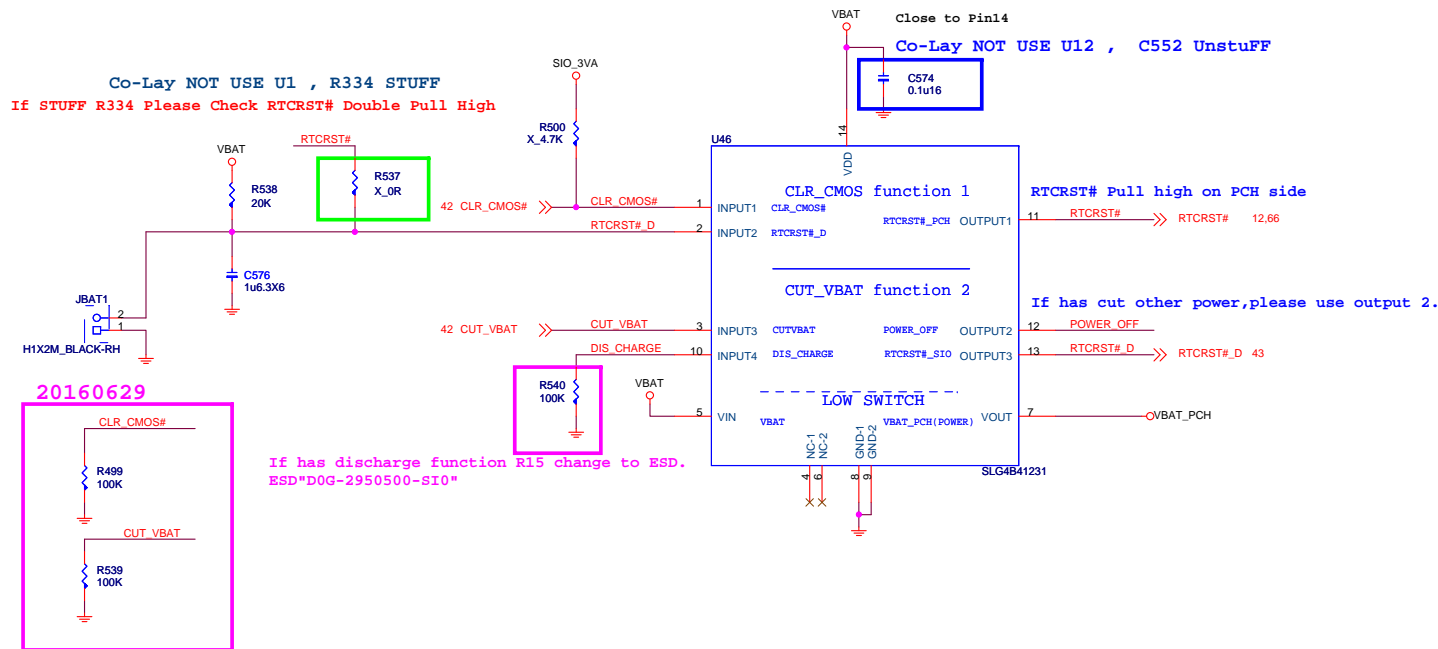 VBAT
Close to Pin14
Co-Lay NOT USE U12 , C552 UnstuFF
C574
0.1u16
Co-Lay NOT USE U1 , R334 STUFF
If STUFF R334 Please Check RTCRST# Double Pull High
SIO_3VA
R500
X_4.7K
RTCRST#
VBAT
R538
20K
R537
X_0R
42 CLR_CMOS#
CLR_CMOS#
RTCRST#_D
C576
1u6.3X6
JBAT1
2
1
H1X2M_BLACK-RH
U46
14
VDD
CLR_CMOS function 1
1 INPUT1 CLR_CMOS#
RTCRST#_PCH OUTPUT1 11
2 INPUT2 RTCRST#_D
RTCRST# Pull high on PCH side
RTCRST#
RTCRST# 12,66
CUT_VBAT function 2
If has cut other power,please use output 2.
42 CUT_VBAT
CUT_VBAT
3 INPUT3 CUTVBAT
POWER_OFF OUTPUT2 12
POWER_OFF
DIS_CHARGE
10 INPUT4 DIS_CHARGE
RTCRST#_SIO OUTPUT3 13
RTCRST#_D
RTCRST#_D 43
R540
100K
VBAT
LOW SWITCH
5 VIN VBAT
VBAT_PCH(POWER) VOUT 7
VBAT_PCH
NC-1
NC-2
GND-1
GND-2
4
6
8
9
SLG4B41231
If has discharge function R15 change to ESD.
ESD"D0G-2950500-SI0"
20160629
CLR_CMOS#
R499
100K
CUT_VBAT
R539
100K